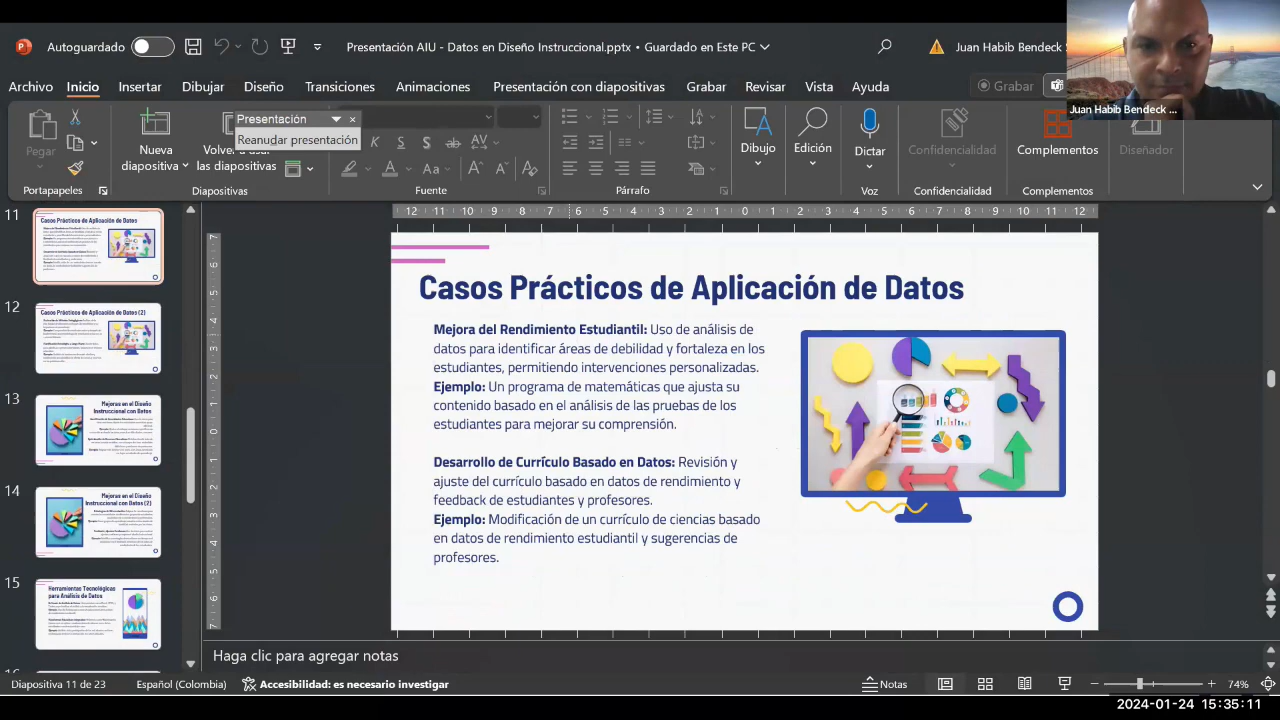 Autoguardado
Presentación AIU - Datos en Diseño Instruccional.pptx • Guardado en Este PC
Juan Habib Bendeck
Archivo Inicio Insertar Dibujar Diseño Transiciones Animaciones Presentación con diapositivas Grabar Revisar Vista Ayuda
Grabar
Juan Habib Bendeck ...
Pegar
Nueva
diapositiva
Presentación
Reanudar presentación
las diapositivas
Dibujo
Edición
Dictar
Confidencialidad
Complementos
Diseñador
Portapapeles
Diapositivas
Fuente
Párrafo
Voz
Confidencialidad
Complementos
11
Casos Prácticos de Aplicación de Datos
12
Casos Prácticos de Aplicación de Datos (2)
13
Mejoras en el Diseño
Instruccional con Datos
14
Mejoras en el Diseño
Instruccional con Datos (2)
15
Herramientas Tecnológicas
para Análisis de Datos
Casos Prácticos de Aplicación de Datos
Mejora del Rendimiento Estudiantil: Uso de análisis de
datos para identificar áreas de debilidad y fortaleza en los
estudiantes, permitiendo intervenciones personalizadas.
Ejemplo: Un programa de matemáticas que ajusta su
contenido basado en el análisis de las pruebas de los
estudiantes para mejorar su comprensión.
Desarrollo de Currículo Basado en Datos: Revisión y
ajuste del currículo basado en datos de rendimiento y
feedback de estudiantes y profesores.
Ejemplo: Modificación de un currículo de ciencias basado
en datos de rendimiento estudiantil y sugerencias de
profesores.
Haga clic para agregar notas
Diapositiva 11 de 23
Español (Colombia)
Accesibilidad: es necesario investigar
Notas
74%
2024-01-24 15:35:11